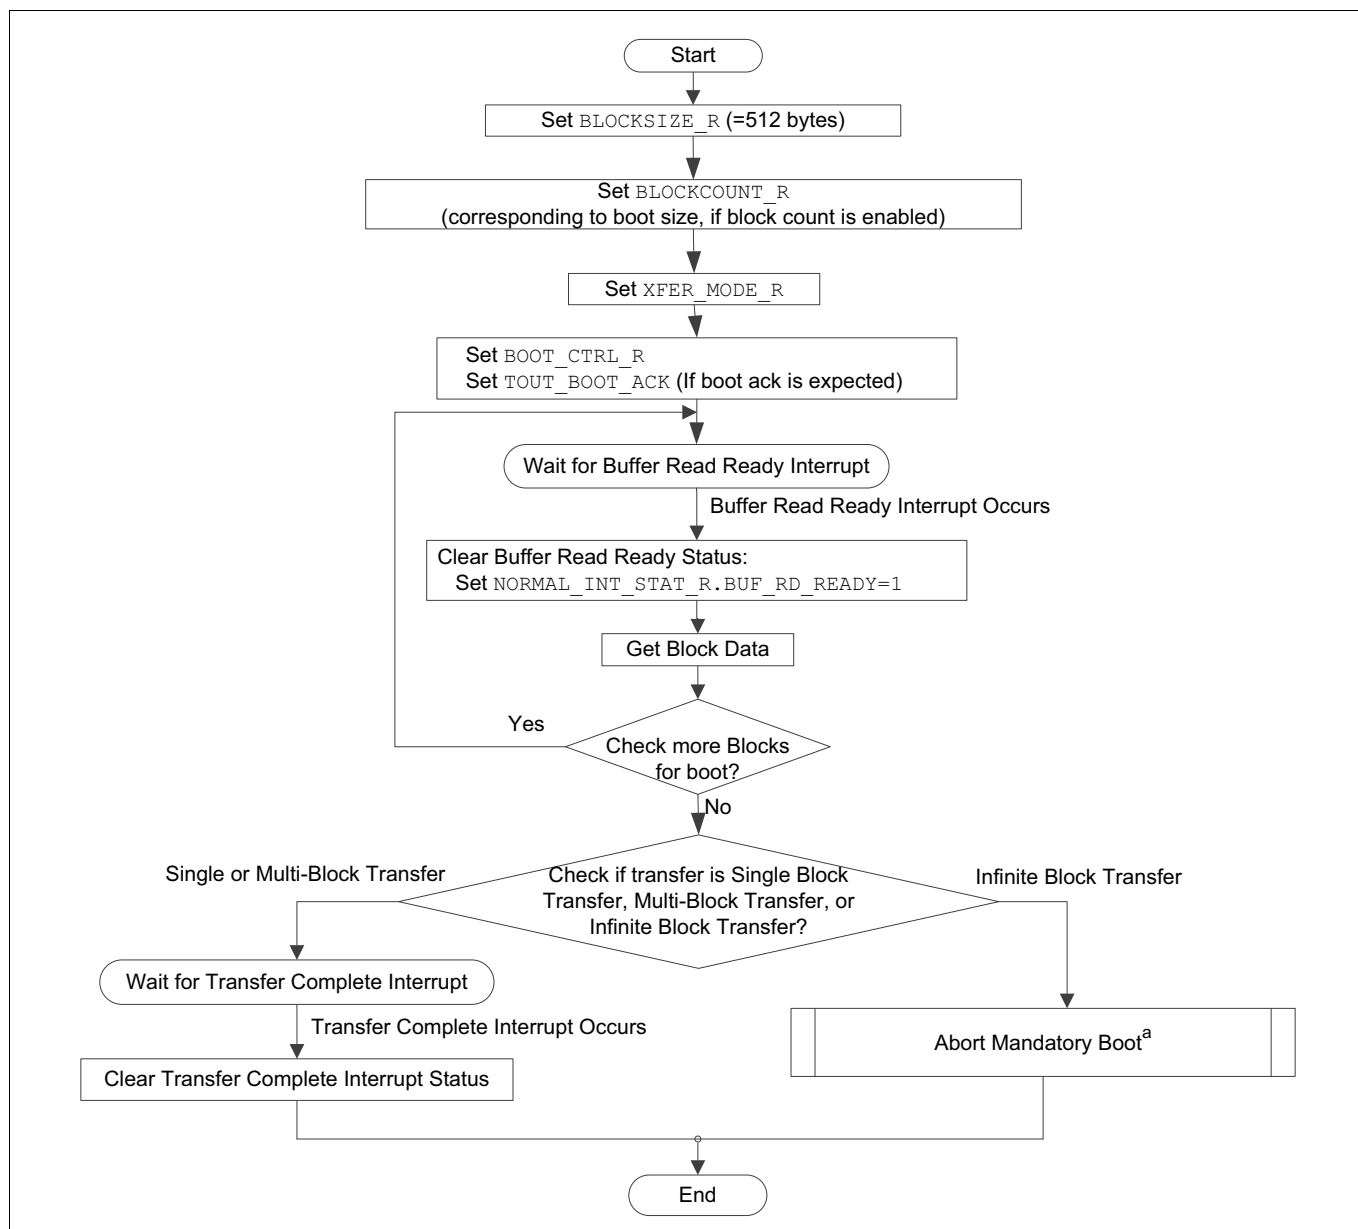 Start
Set BLOCKSIZE_R (=512 bytes)
Set BLOCKCOUNT_R
(corresponding to boot size, if block count is enabled)
Set XFER_MODE_R
Set BOOT_CTRL_R
Set TOUT_BOOT_ACK (If boot ack is expected)
Wait for Buffer Read Ready Interrupt
Buffer Read Ready Interrupt Occurs
Clear Buffer Read Ready Status:
Set NORMAL_INT_STAT_R.BUF_RD_READY=1
Get Block Data
Yes
Check more Blocks
for boot?
No
Single or Multi-Block Transfer
Check if transfer is Single Block
Transfer, Multi-Block Transfer, or
Infinite Block Transfer?
Infinite Block Transfer
Wait for Transfer Complete Interrupt
Transfer Complete Interrupt Occurs
Abort Mandatory Boot^a
Clear Transfer Complete Interrupt Status
End